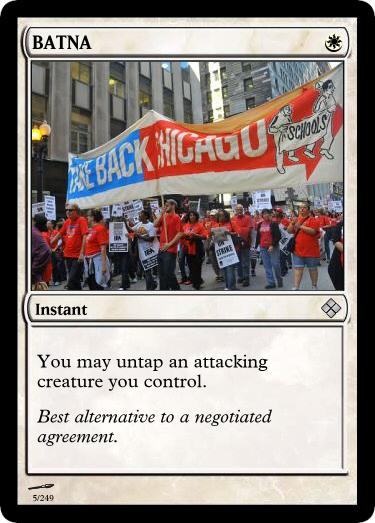 BATNA
TAKE BACK CHICAGO
SCHOOLS
ON
STRIKE
Instant
You may untap an attacking
creature you control.
Best alternative to a negotiated
agreement.
5/249